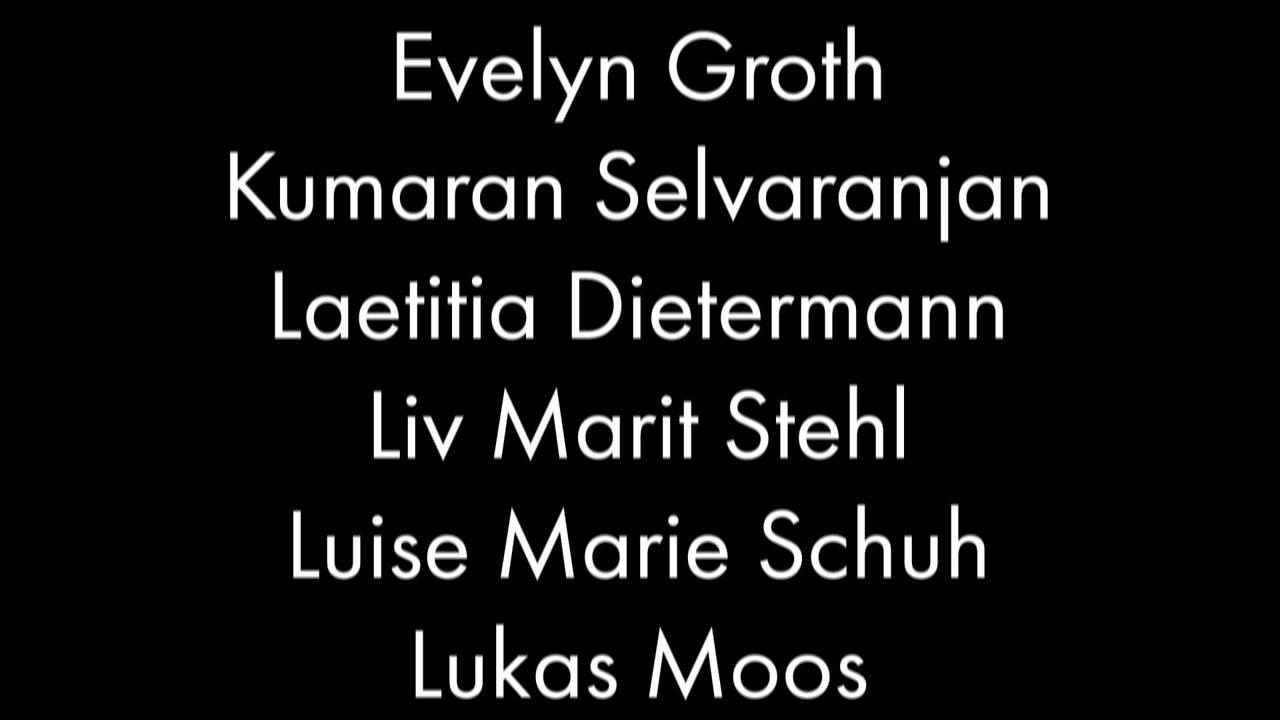 Evelyn Groth
Kumaran Selvaranjan
Laetitia Dietermann
Liv Marit Stehl
Luise Marie Schuh
Lukas Moos